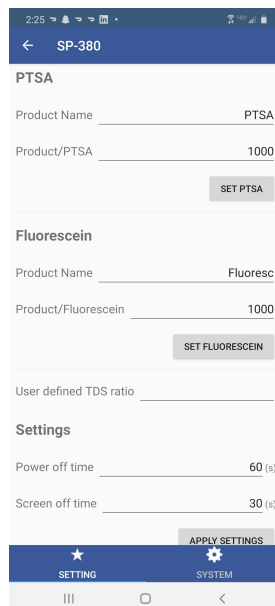 2:25
SP-380
PTSA
Product Name PTSA
Product/PTSA 1000
SET PTSA
Fluorescein
Product Name Fluoresc
Product/Fluorescein 1000
SET FLUORESCEIN
User defined TDS ratio
Settings
Power off time 60 (s)
Screen off time 30 (s)
APPLY SETTINGS
SETTING SYSTEM